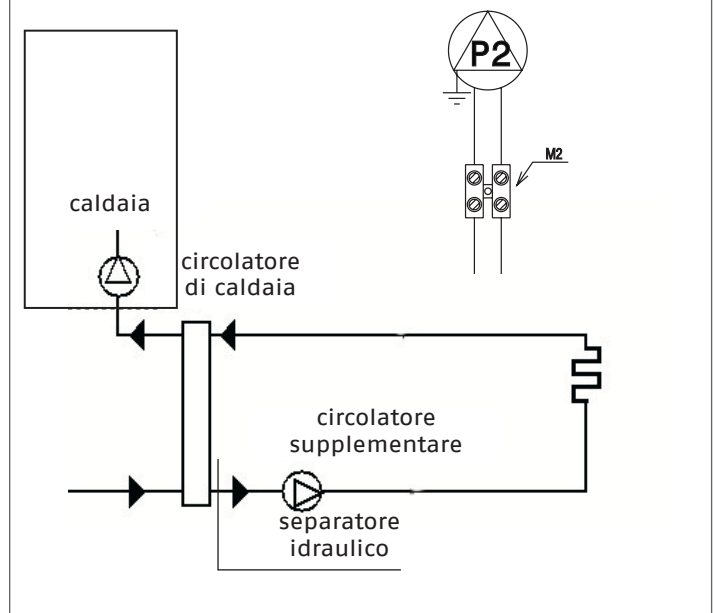 P2
M2
caldaia
circolatore
di caldaia
circolatore
supplementare
separatore
idraulico